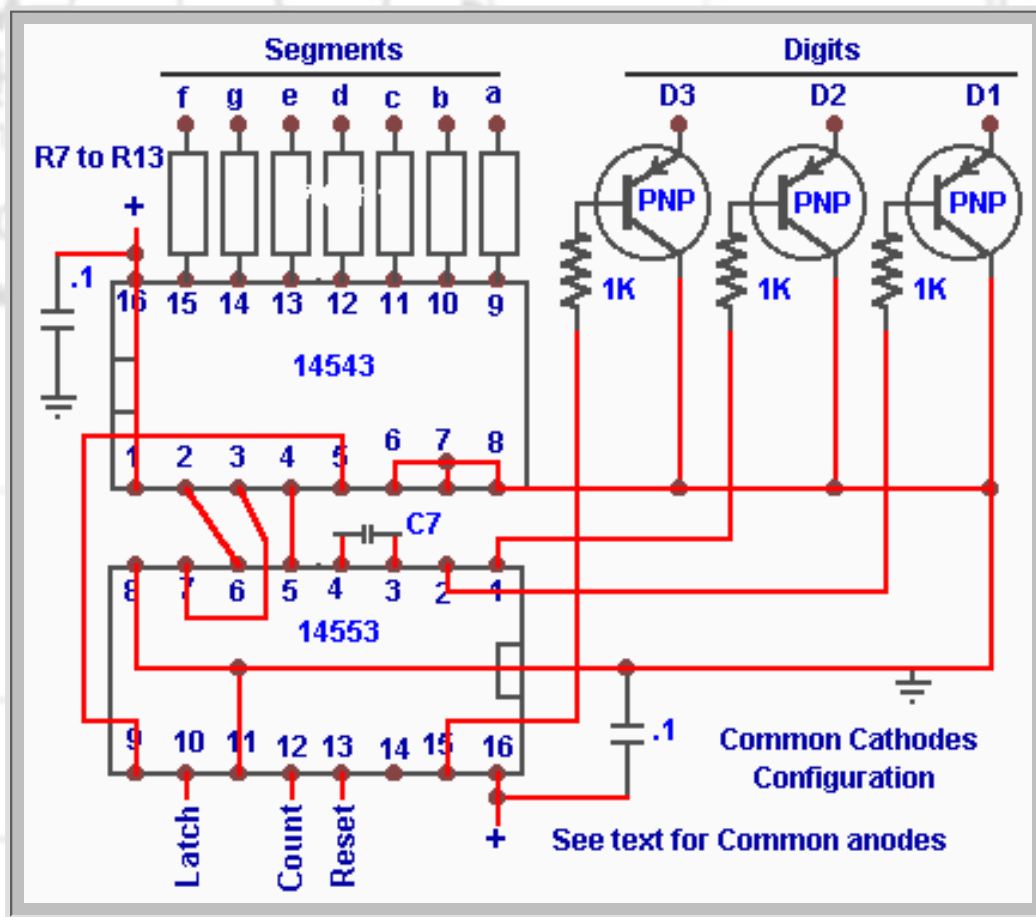 Segments Digits
f g e d c b a D3 D2 D1
R7 to R13
+
PNP PNP PNP
.1
1K 1K 1K
16 15 14 13 12 11 10 9
14543
1 2 3 4 5 6 7 8
C7
8 7 6 5 4 3 2 1
14553
9 10 11 12 13 14 15 16
.1
Common Cathodes
Configuration
Latch Count Reset
+
See text for Common anodes